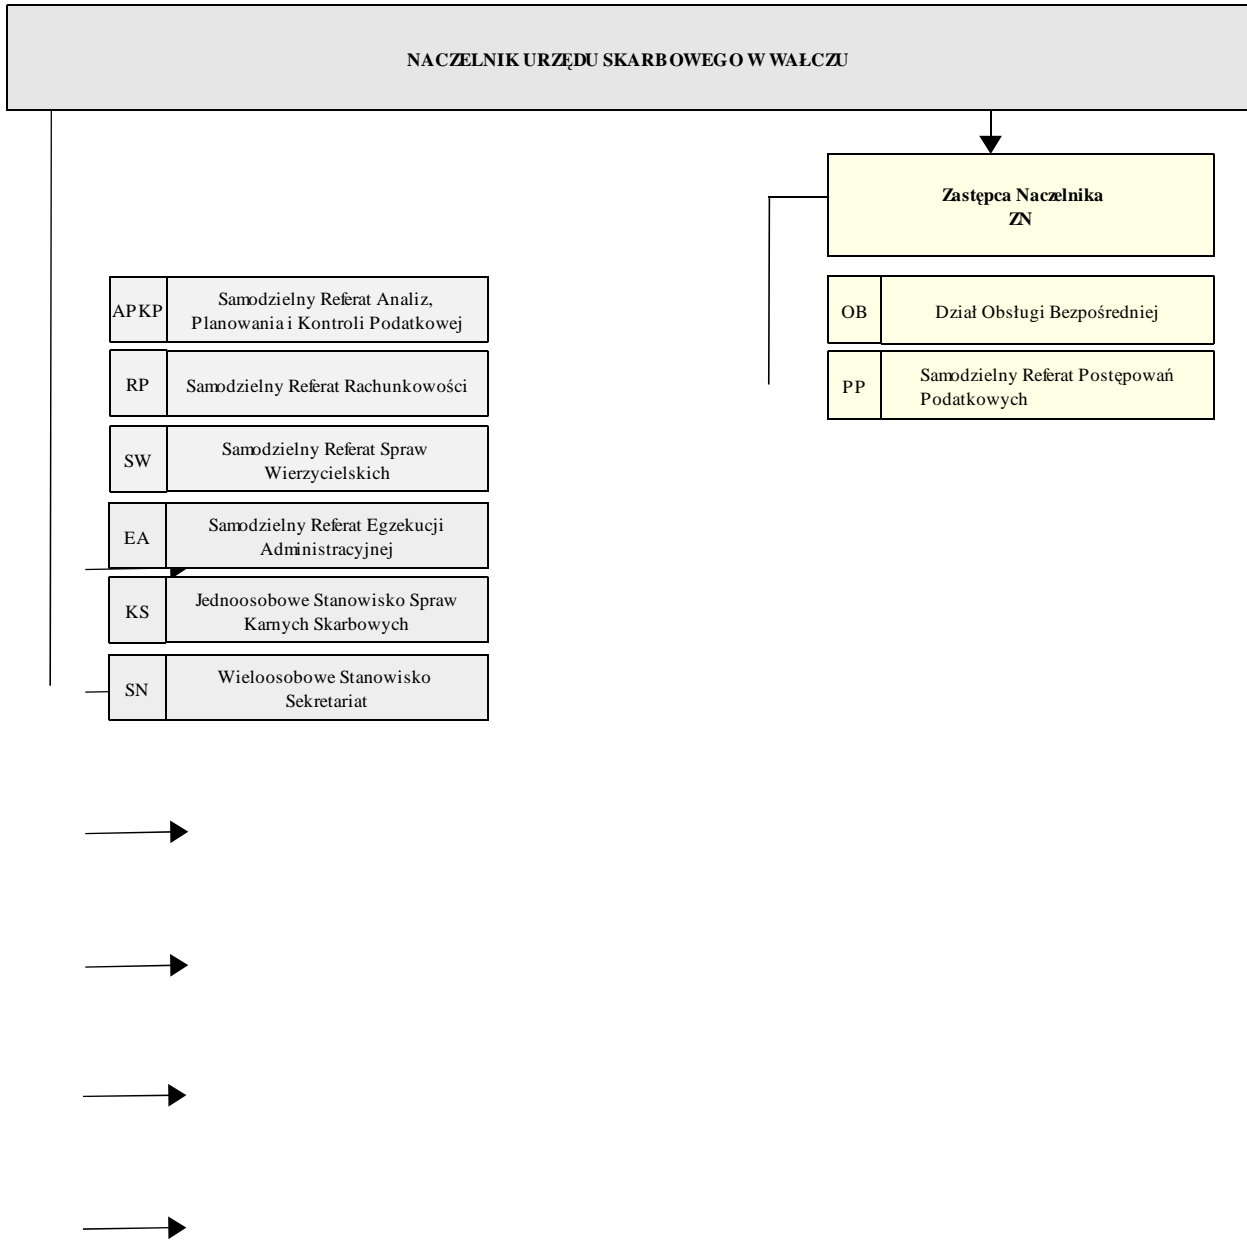 NACZELNIK URZĘDU SKARBOWEGO W WAŁCZU
Zastępca Naczelnika
ZN
APKP
Samodzielny Referat Analiz,
Planowania i Kontroli Podatkowej
RP
Samodzielny Referat Rachunkowości
SW
Samodzielny Referat Spraw
Wierzycielskich
EA
Samodzielny Referat Egzekucji
Administracyjnej
KS
Jednoosobowe Stanowisko Spraw
Karnych Skarbowych
SN
Wieloosobowe Stanowisko
Sekretariat
OB
Dział Obsługi Bezpośredniej
PP
Samodzielny Referat Postępowań
Podatkowych